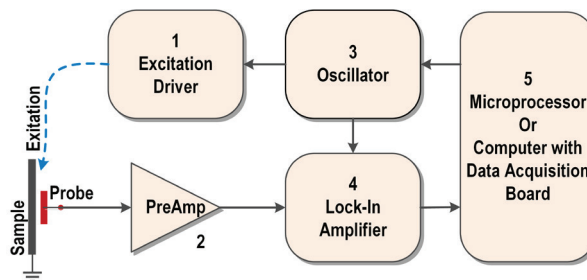 1
Excitation
Driver
3
Oscillator
5
Microprocessor
Or
Computer with
Data Acquisition
Board
Exitation
Sample
Probe
PreAmp
2
4
Lock-In
Amplifier